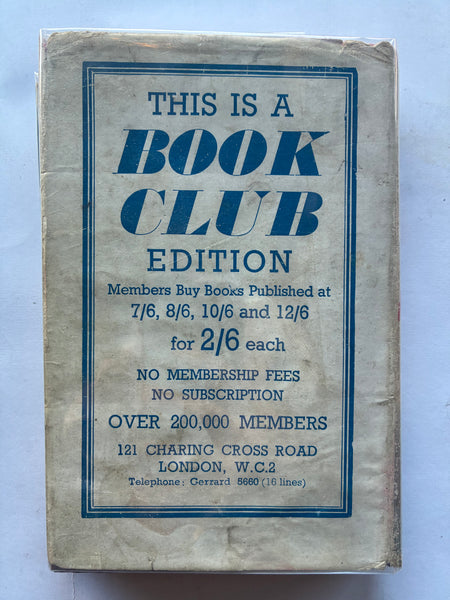 THIS IS A
BOOK
CLUB
EDITION
Members Buy Books Published at
7/6, 8/6, 10/6 and 12/6
for 2/6 each
NO MEMBERSHIP FEES
NO SUBSCRIPTION
OVER 200,000 MEMBERS
121 CHARING CROSS ROAD
LONDON, W.C.2
Telephone: Gerrard 5660 (16 lines)